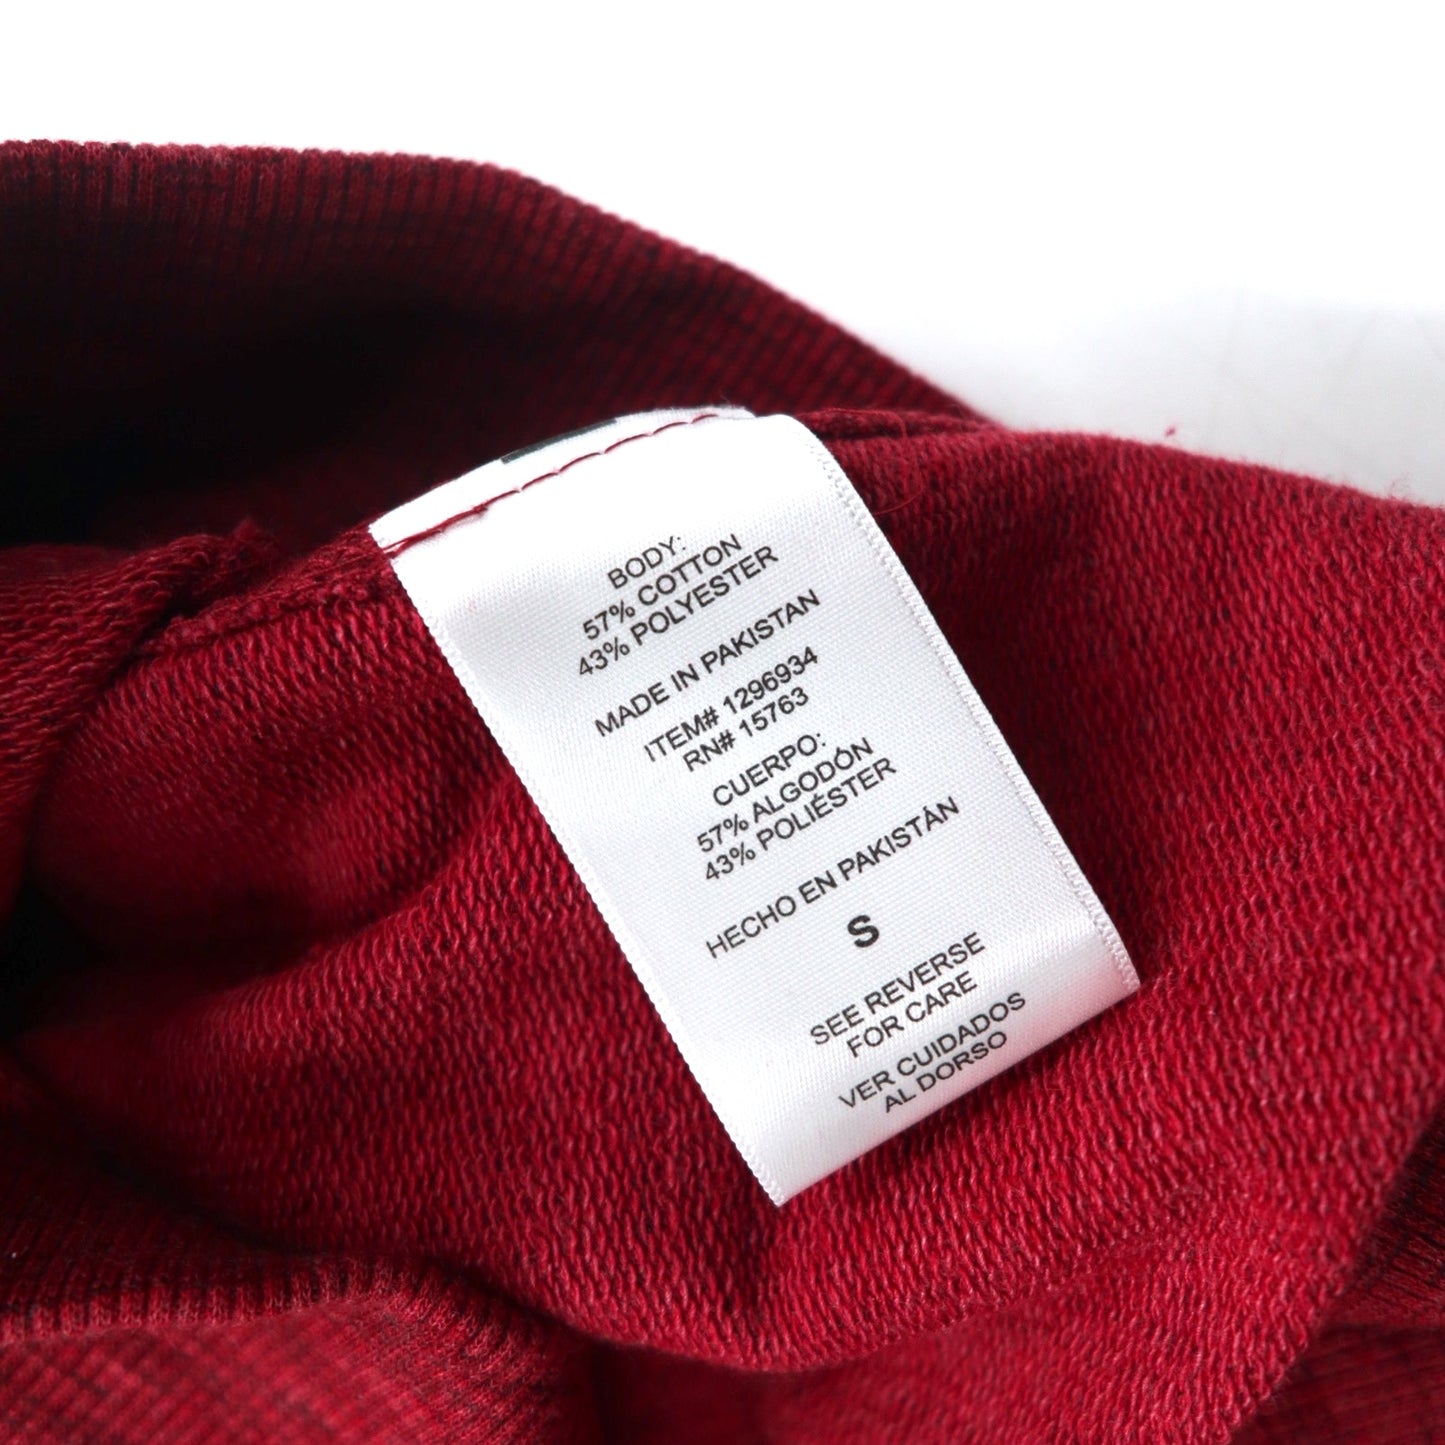 BODY:
57% COTTON
43% POLYESTER
MADE IN PAKISTAN
ITEM# 1296934
RN# 15763
CUERPO:
57% ALGODÓN
43% POLIÉSTER
HECHO EN PAKISTÁN
S
SEE REVERSE
FOR CARE
VER CUIDADOS
AL DORSO